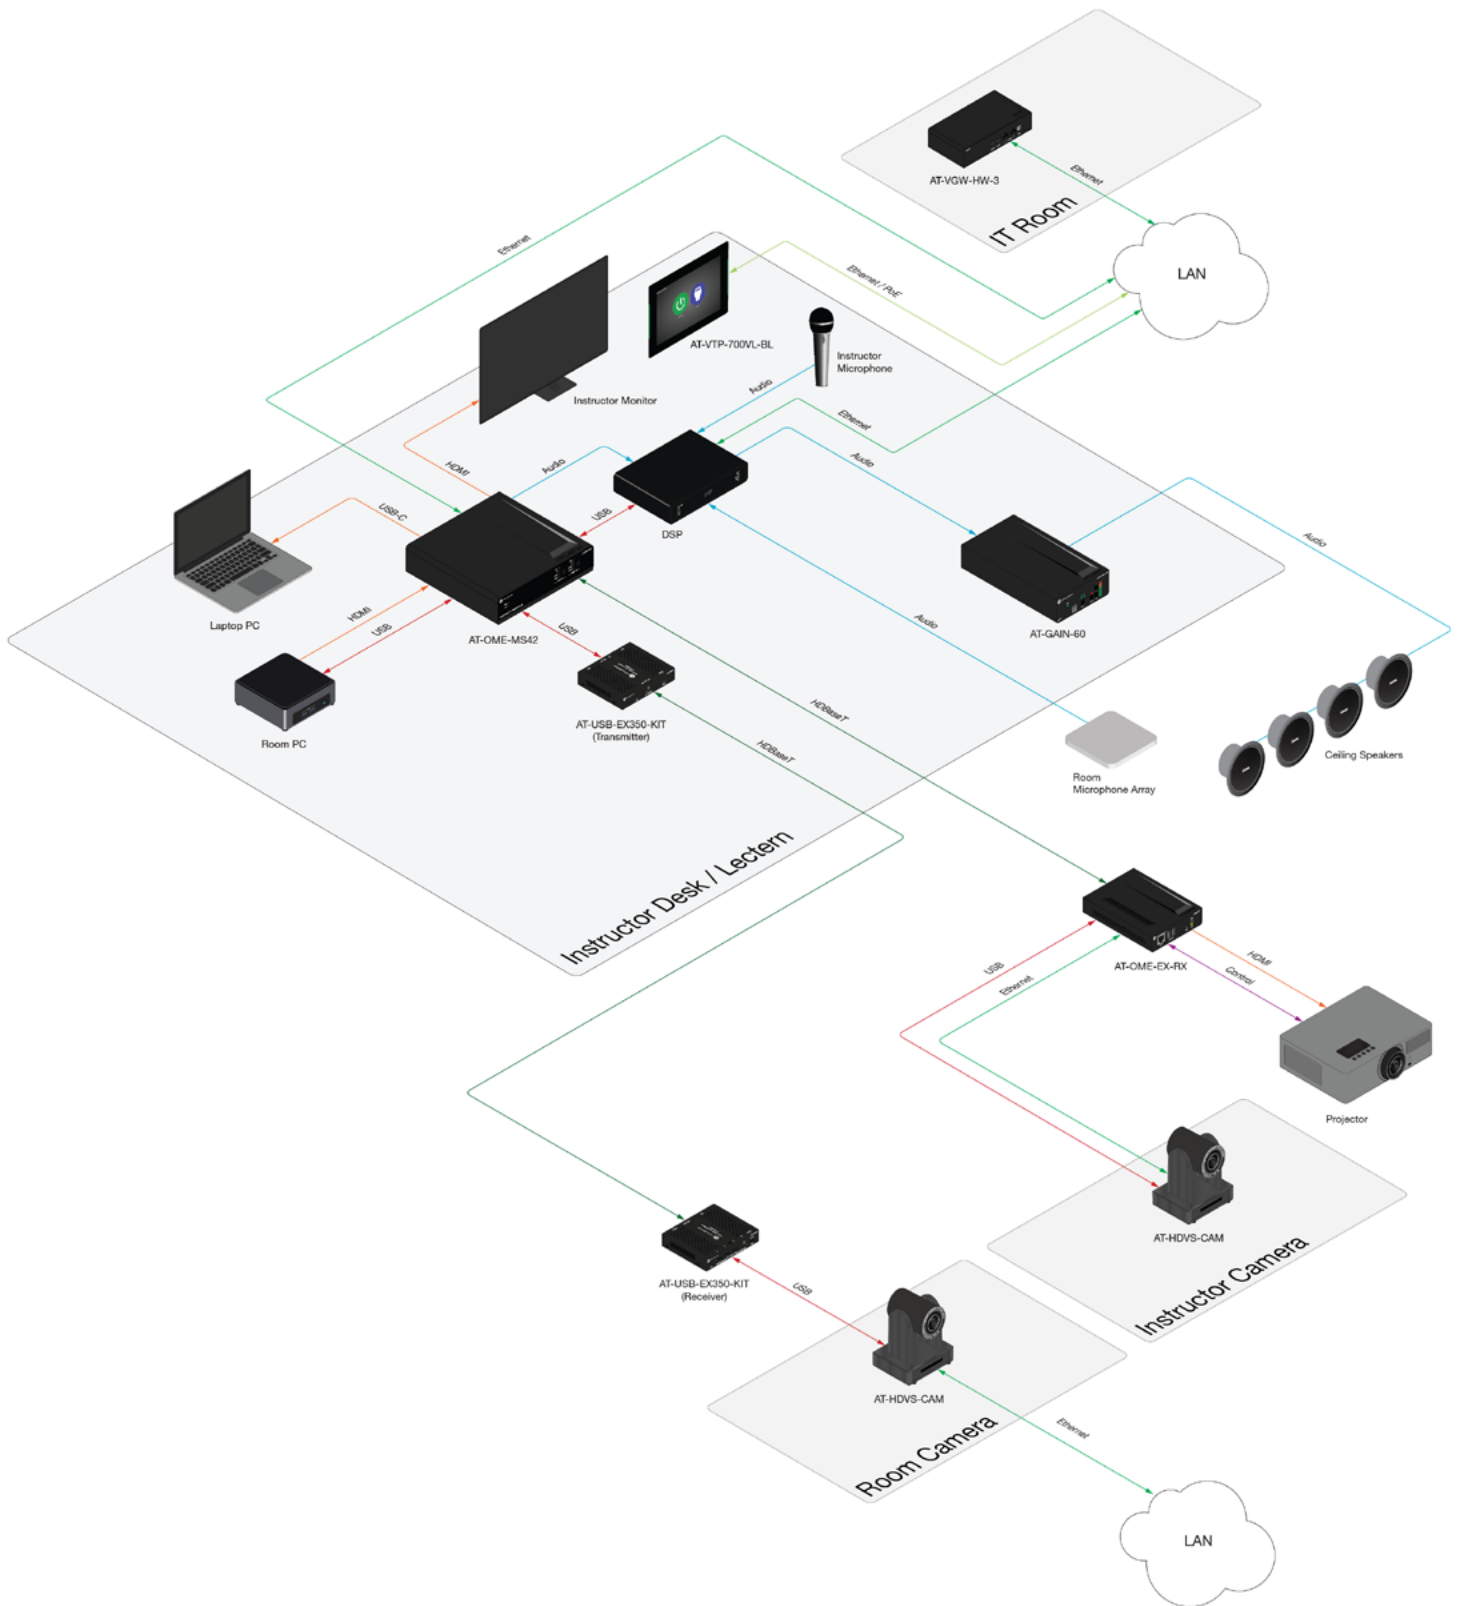 AT-VGW-HW-3
Ethernet
IT Room
LAN
Ethernet
Ethernet / PoE
AT-VTP-700VL-BL
Instructor
Microphone
Instructor Monitor
Audio
Ethernet
HDMI
Audio
Audio
USB-C
USB
DSP
Audio
Laptop PC
HDMI
USB
AT-OME-MS42
USB
Audio
AT-GAIN-60
AT-USB-EX350-KIT
(Transmitter)
Room PC
HDBaseT
HDBaseT
Room
Microphone Array
Ceiling Speakers
Instructor Desk / Lectern
USB
Ethernet
AT-OME-EX-RX
HDMI
Control
Projector
AT-HDVS-CAM
Instructor Camera
AT-USB-EX350-KIT
(Receiver)
USB
AT-HDVS-CAM
Room Camera
Ethernet
LAN